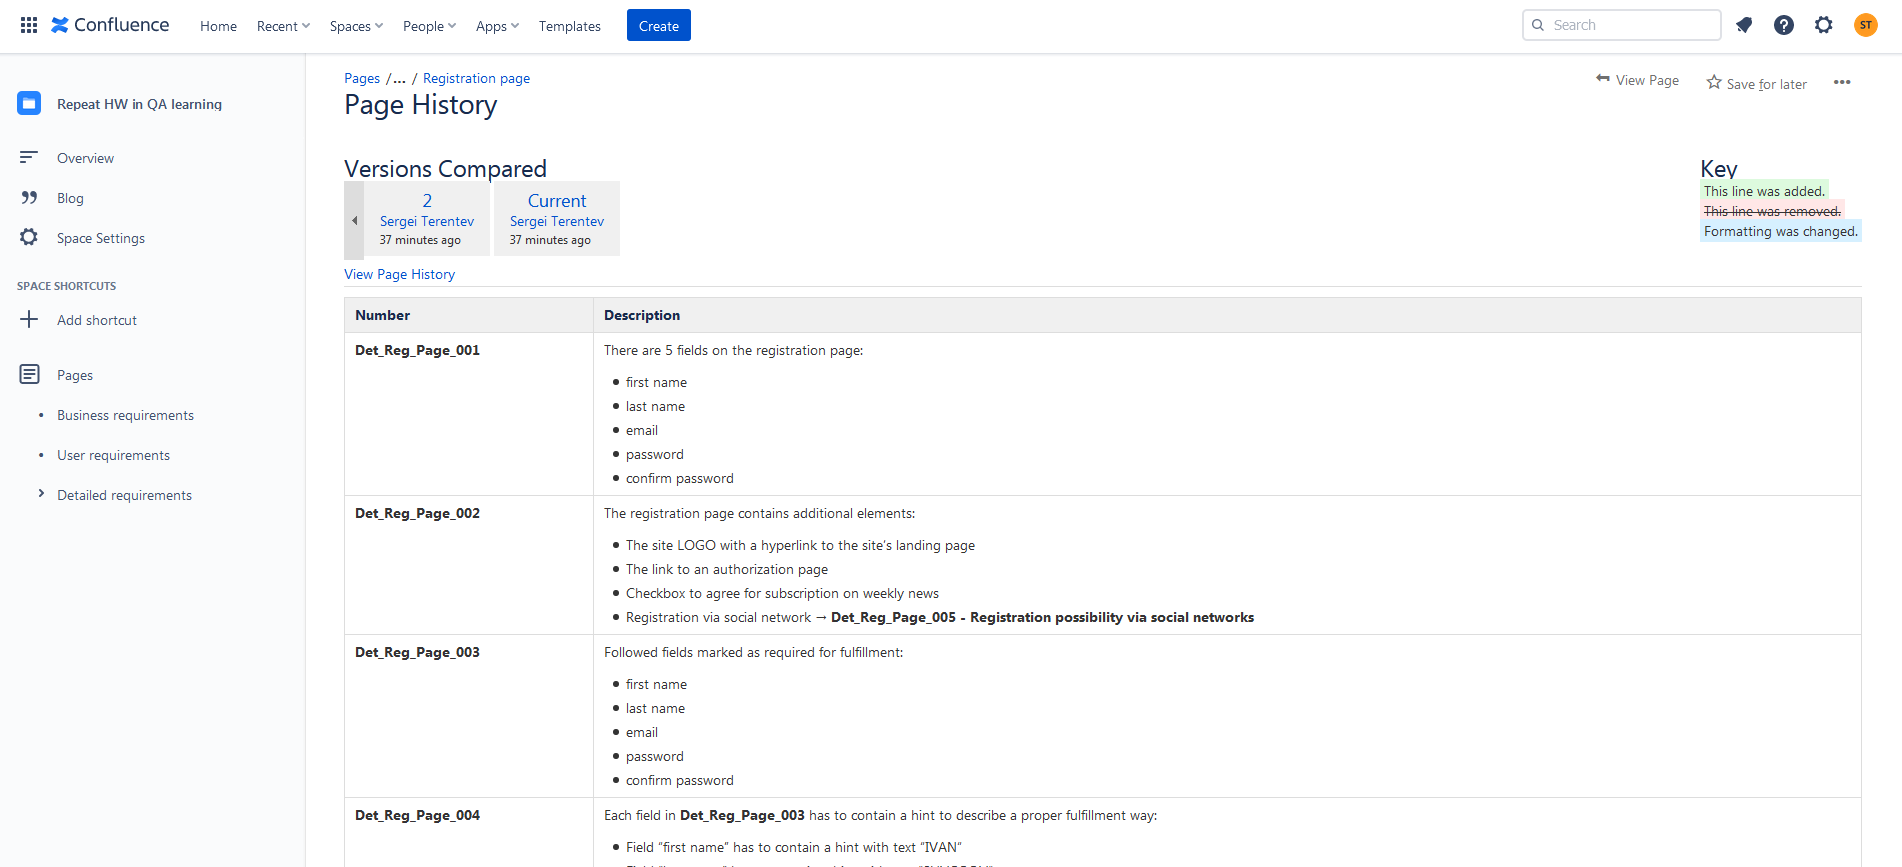 Confluence
Home
Recent
Spaces
People
Apps
Templates
Create
Search
ST
Repeat HW in QA learning
Overview
Blog
Space Settings
SPACE SHORTCUTS
Add shortcut
Pages
Business requirements
User requirements
Detailed requirements
Pages /... / Registration page
Page History
View Page
Save for later
Versions Compared
2
Sergei Terentev
37 minutes ago
Current
Sergei Terentev
37 minutes ago
View Page History
Key
This line was added.
This line was removed.
Formatting was changed.
Number Description
Det_Reg_Page_001 There are 5 fields on the registration page:
• first name
• last name
• email
• password
• confirm password
Det_Reg_Page_002 The registration page contains additional elements:
• The site LOGO with a hyperlink to the site's landing page
• The link to an authorization page
• Checkbox to agree for subscription on weekly news
• Registration via social network → Det_Reg_Page_005 - Registration possibility via social networks
Det_Reg_Page_003 Followed fields marked as required for fulfillment:
• first name
• last name
• email
• password
• confirm password
Det_Reg_Page_004 Each field in Det_Reg_Page_003 has to contain a hint to describe a proper fulfillment way:
• Field "first name" has to contain a hint with text "IVAN"